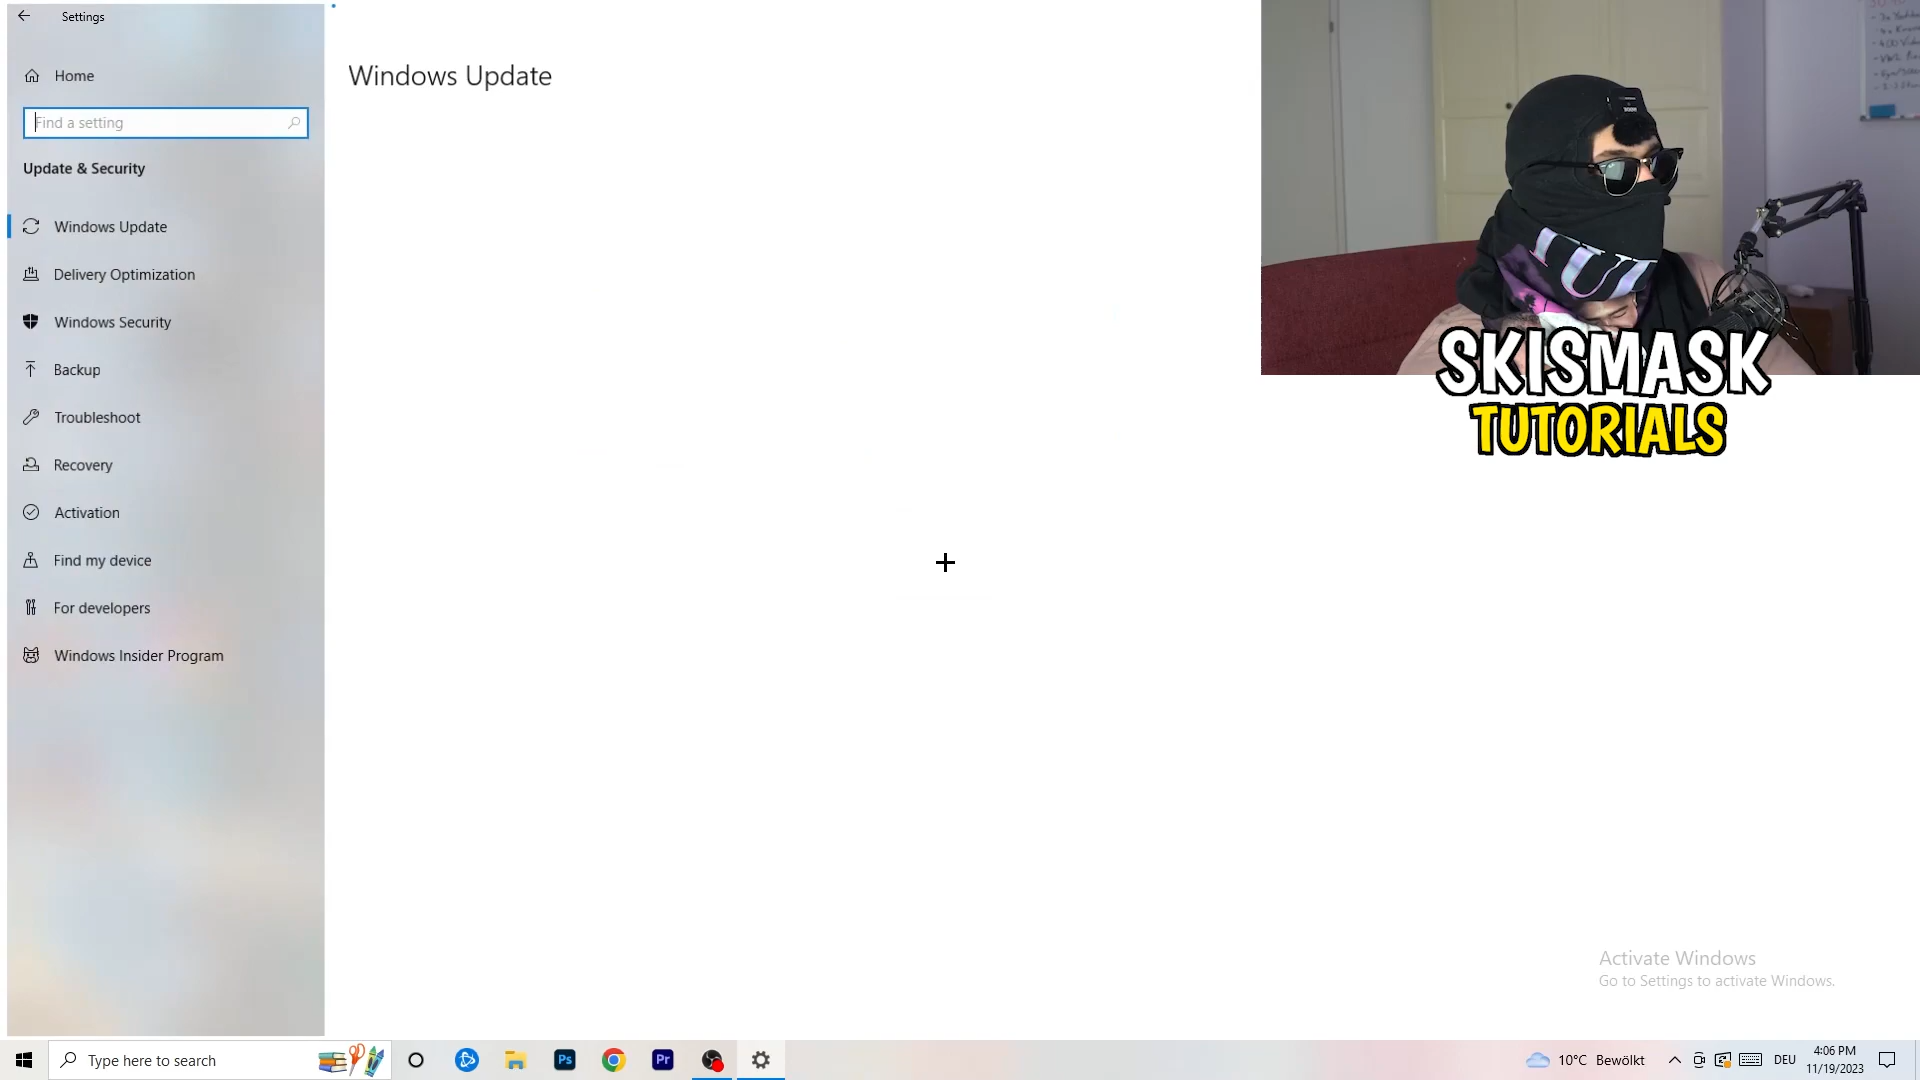 Settings
Home
Find a setting
Update & Security
Windows Update
Delivery Optimization
Windows Security
Backup
Troubleshoot
Recovery
Activation
Find my device
For developers
Windows Insider Program
Windows Update
SKISMASK
TUTORIALS
Activate Windows
Go to Settings to activate Windows.
Type here to search
Ps
Pr
10°C Bewölkt
DEU
4:06 PM
11/19/2023